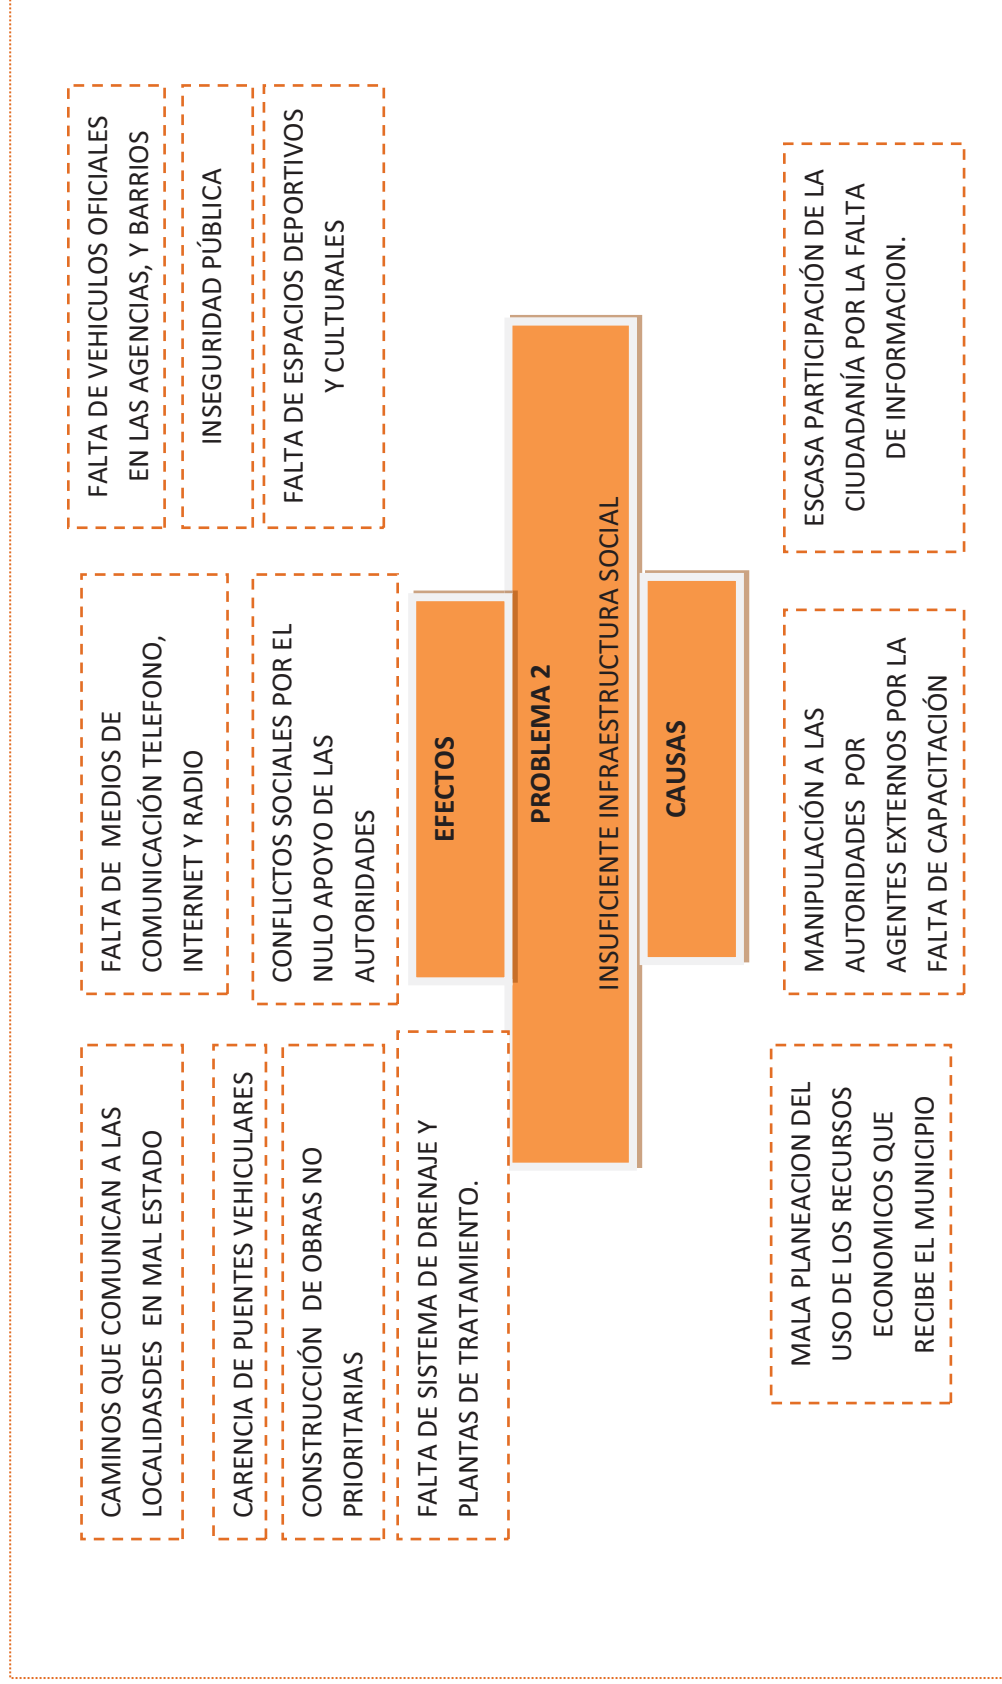 CAMINOS QUE COMUNICAN A LAS
LOCALIDASDES EN MAL ESTADO
CARENCIA DE PUENTES VEHICULARES
CONSTRUCCIÓN DE OBRAS NO
PRIORITARIAS
FALTA DE SISTEMA DE DRENAJE Y
PLANTAS DE TRATAMIENTO.
FALTA DE MEDIOS DE
COMUNICACIÓN TELEFONO,
INTERNET Y RADIO
CONFLICTOS SOCIALES POR EL
NULO APOYO DE LAS
AUTORIDADES
FALTA DE VEHICULOS OFICIALES
EN LAS AGENCIAS, Y BARRIOS
INSEGURIDAD PÚBLICA
FALTA DE ESPACIOS DEPORTIVOS
Y CULTURALES
EFECTOS
PROBLEMA 2
INSUFICIENTE INFRAESTRUCTURA SOCIAL
CAUSAS
MALA PLANEACION DEL
USO DE LOS RECURSOS
ECONOMICOS QUE
RECIBE EL MUNICIPIO
MANIPULACIÓN A LAS
AUTORIDADES POR
AGENTES EXTERNOS POR LA
FALTA DE CAPACITACIÓN
ESCASA PARTICIPACIÓN DE LA
CIUDADANÍA POR LA FALTA
DE INFORMACION.